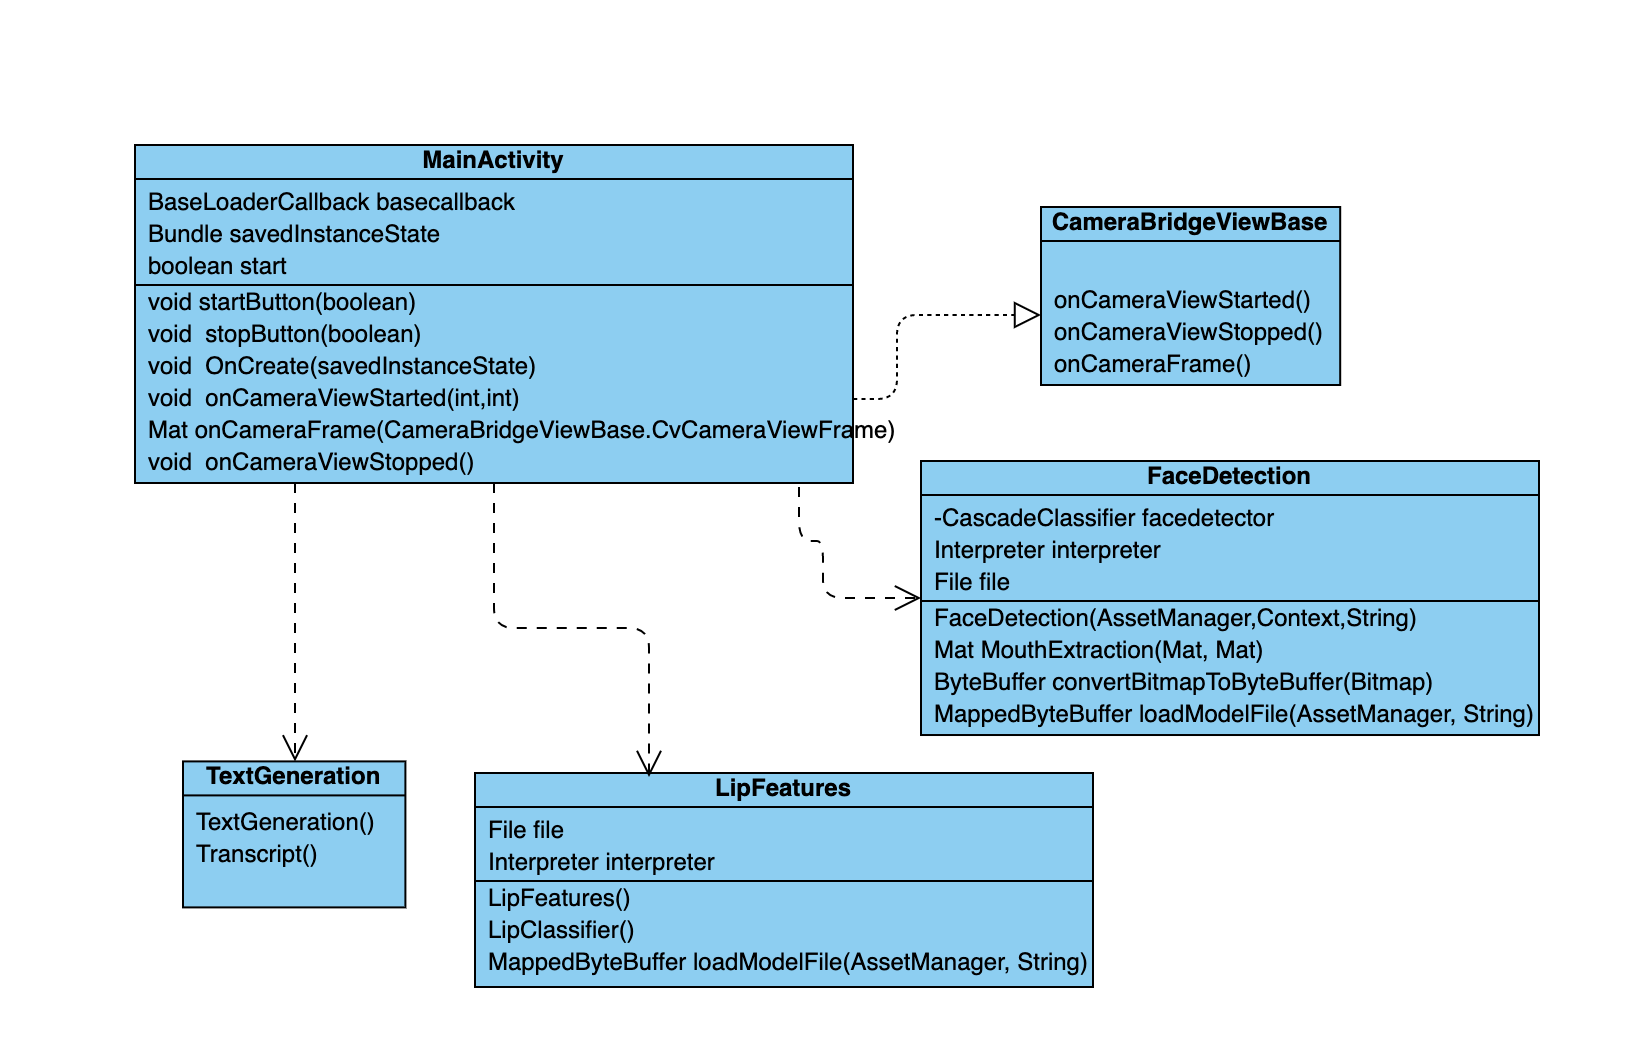 MainActivity
BaseLoaderCallback basecallback
Bundle savedInstanceState
boolean start
void startButton(boolean)
void  stopButton(boolean)
void  OnCreate(savedInstanceState)
void  onCameraViewStarted(int,int)
Mat onCameraFrame(CameraBridgeViewBase.CvCameraViewFrame)
void  onCameraViewStopped()
CameraBridgeViewBase
onCameraViewStarted()
onCameraViewStopped()
onCameraFrame()
FaceDetection
-CascadeClassifier facedetector
Interpreter interpreter
File file
FaceDetection(AssetManager,Context,String)
Mat MouthExtraction(Mat, Mat)
ByteBuffer convertBitmapToByteBuffer(Bitmap)
MappedByteBuffer loadModelFile(AssetManager, String)
TextGeneration
TextGeneration()
Transcript()
LipFeatures
File file
Interpreter interpreter
LipFeatures()
LipClassifier()
MappedByteBuffer loadModelFile(AssetManager, String)